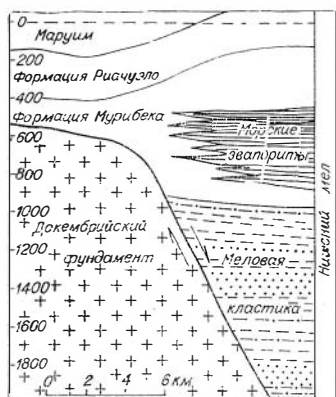 0
Маруим
200
Формация Риачуэло
400
Формация Мурибека
600
Морские
эвапориты
800
1000
Докембрийский
фундамент
1200
Меловая
1400
кластика
1600
1800
0 2 4 6 км
Нижний мел